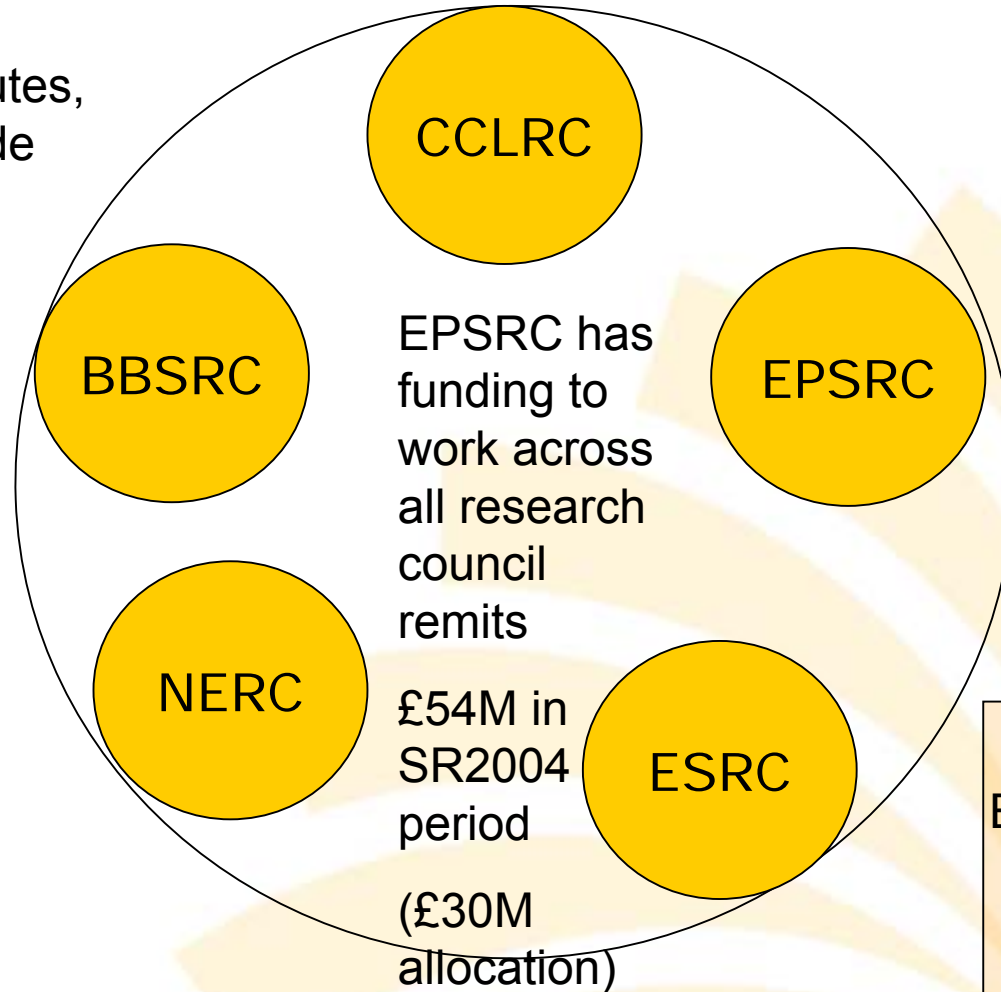 utes,
de
CCLRC
BBSRC
EPSRC
EPSRC has
funding to
work across
all research
council
remits
NERC
£54M in
SR2004
period
ESRC
(£30M
allocation)
E